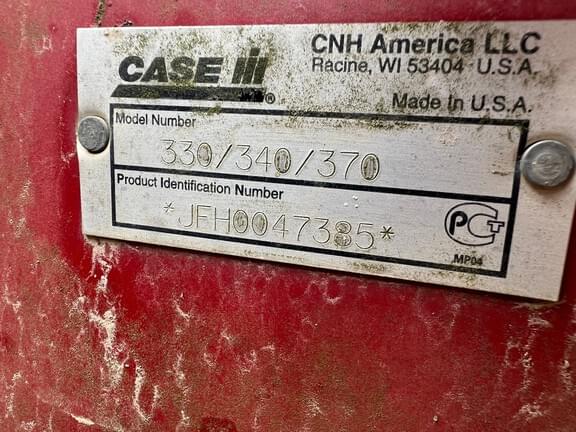 CASE IH
®
CNH America LLC
Racine, WI 53404 U.S.A.
Made In U.S.A.
Model Number
330/340/370
Product Identification Number
*JFH0047385*
PCT
MP04